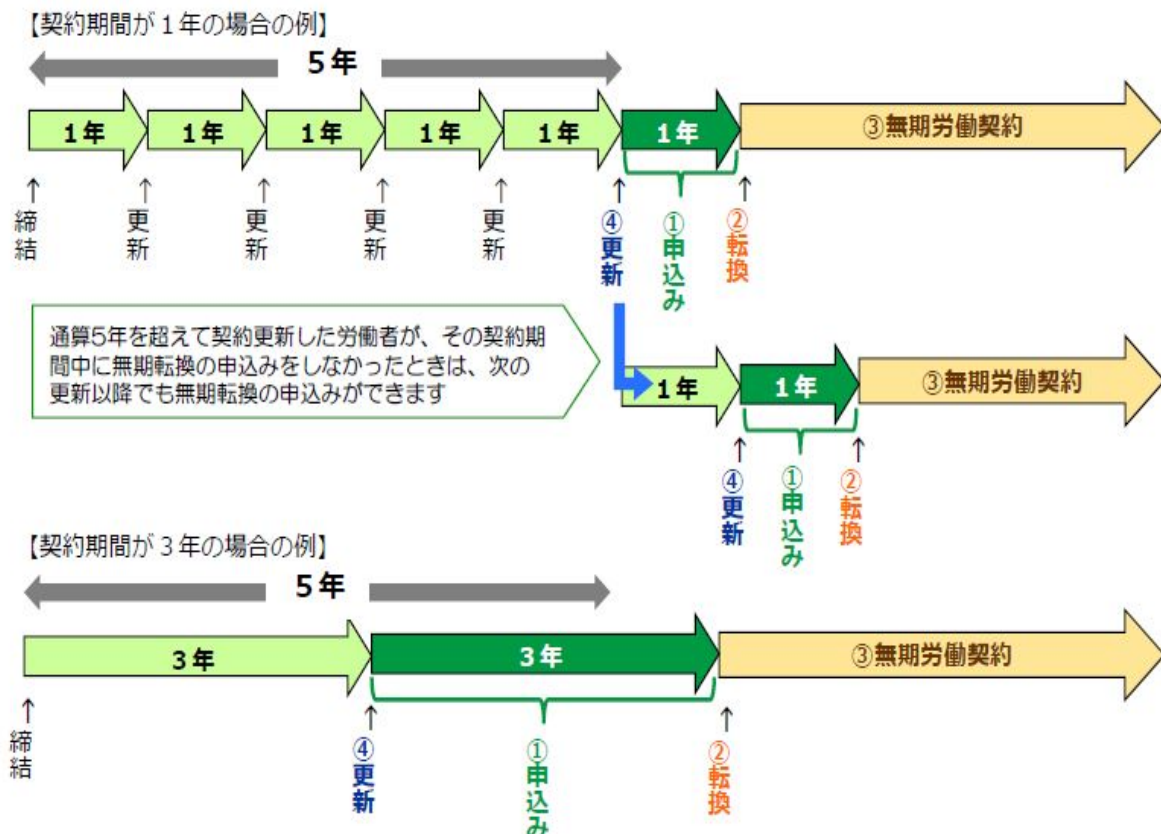 【契約期間が1年の場合の例】
5年
1年 1年 1年 1年 1年 1年 ③無期労働契約
↑締結 ↑更新 ↑更新 ↑更新 ↑更新 ↑④更新 ①申込み ↑②転換
通算5年を超えて契約更新した労働者が、その契約期
間中に無期転換の申込みをしなかったときは、次の
更新以降でも無期転換の申込みができます
1年 1年 ③無期労働契約
↑④更新 ①申込み ↑②転換
【契約期間が3年の場合の例】
5年
3年 3年 ③無期労働契約
↑締結 ↑④更新 ①申込み ↑②転換